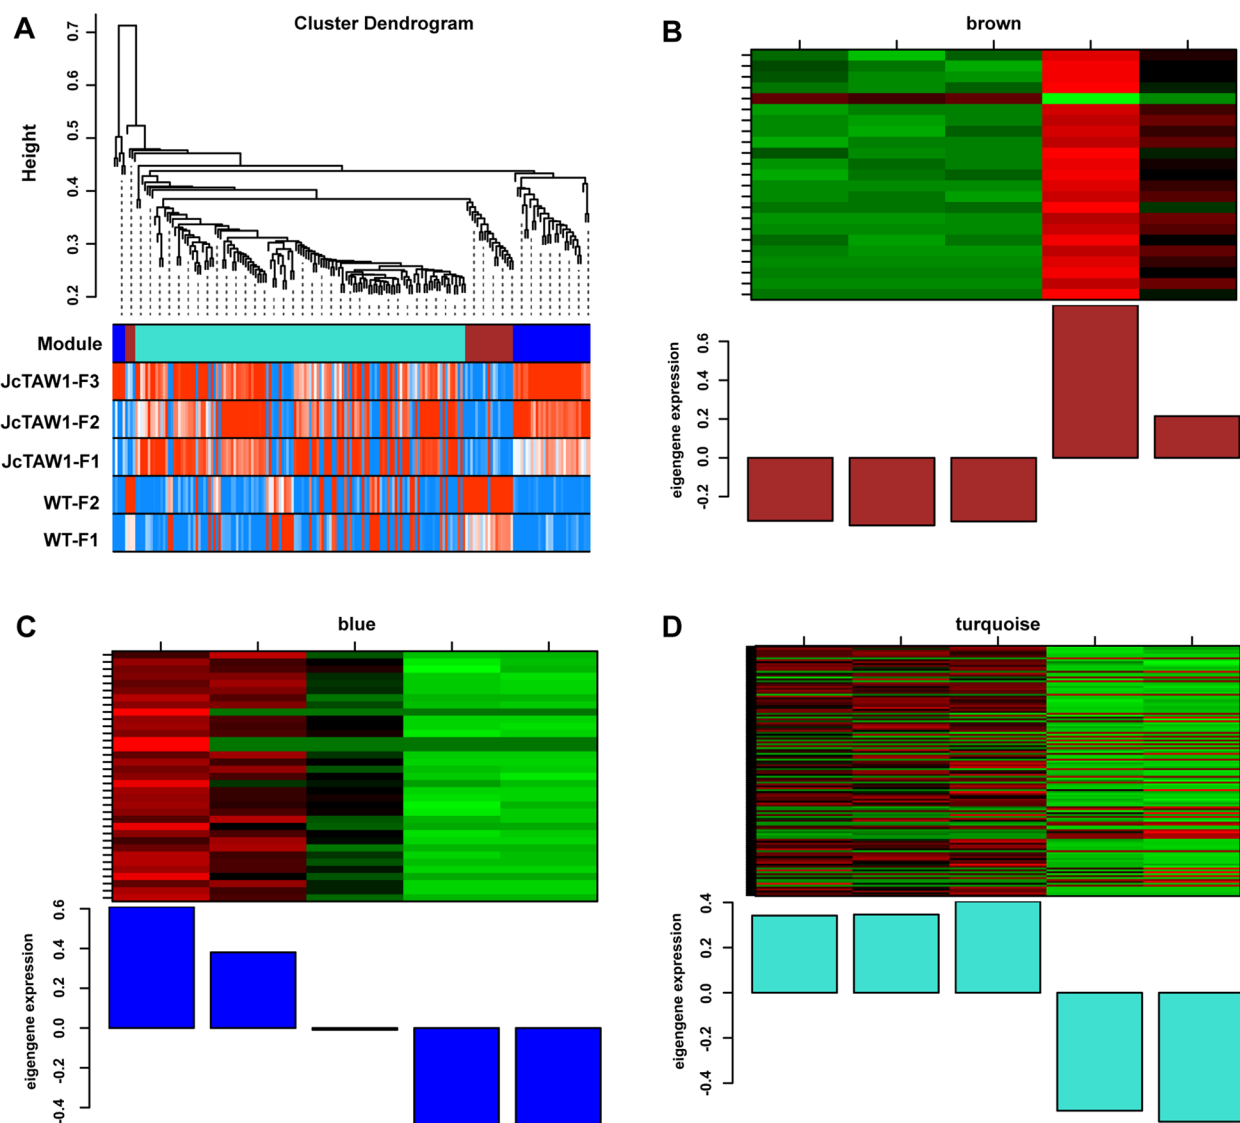 A
Cluster Dendrogram
Height
0.7
0.6
0.5
0.4
0.3
0.2
Module
JcTAW1-F3
JcTAW1-F2
JcTAW1-F1
WT-F2
WT-F1
B
brown
eigengene expression
0.6
0.4
0.2
0.0
-0.2
C
blue
eigengene expression
0.6
0.4
0.2
0.0
-0.2
-0.4
D
turquoise
eigengene expression
0.4
0.2
0.0
-0.2
-0.4